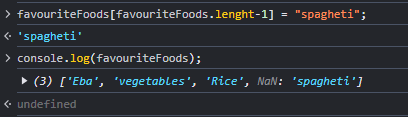 > favouriteFoods[favouriteFoods.lenght-1] = "spagheti";
< 'spagheti'
> console.log(favouriteFoods);
▶ (3) ['Eba', 'vegetables', 'Rice', NaN: 'spagheti']
< undefined